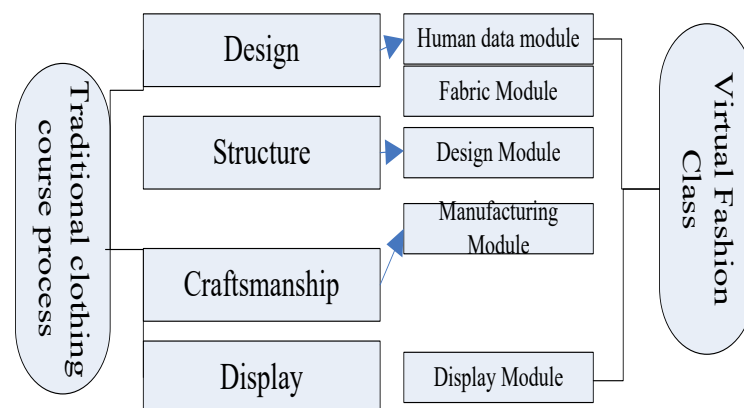 Traditional clothing
course process
Design
Structure
Craftsmanship
Display
Human data module
Fabric Module
Design Module
Manufacturing
Module
Display Module
Virtual Fashion
Class